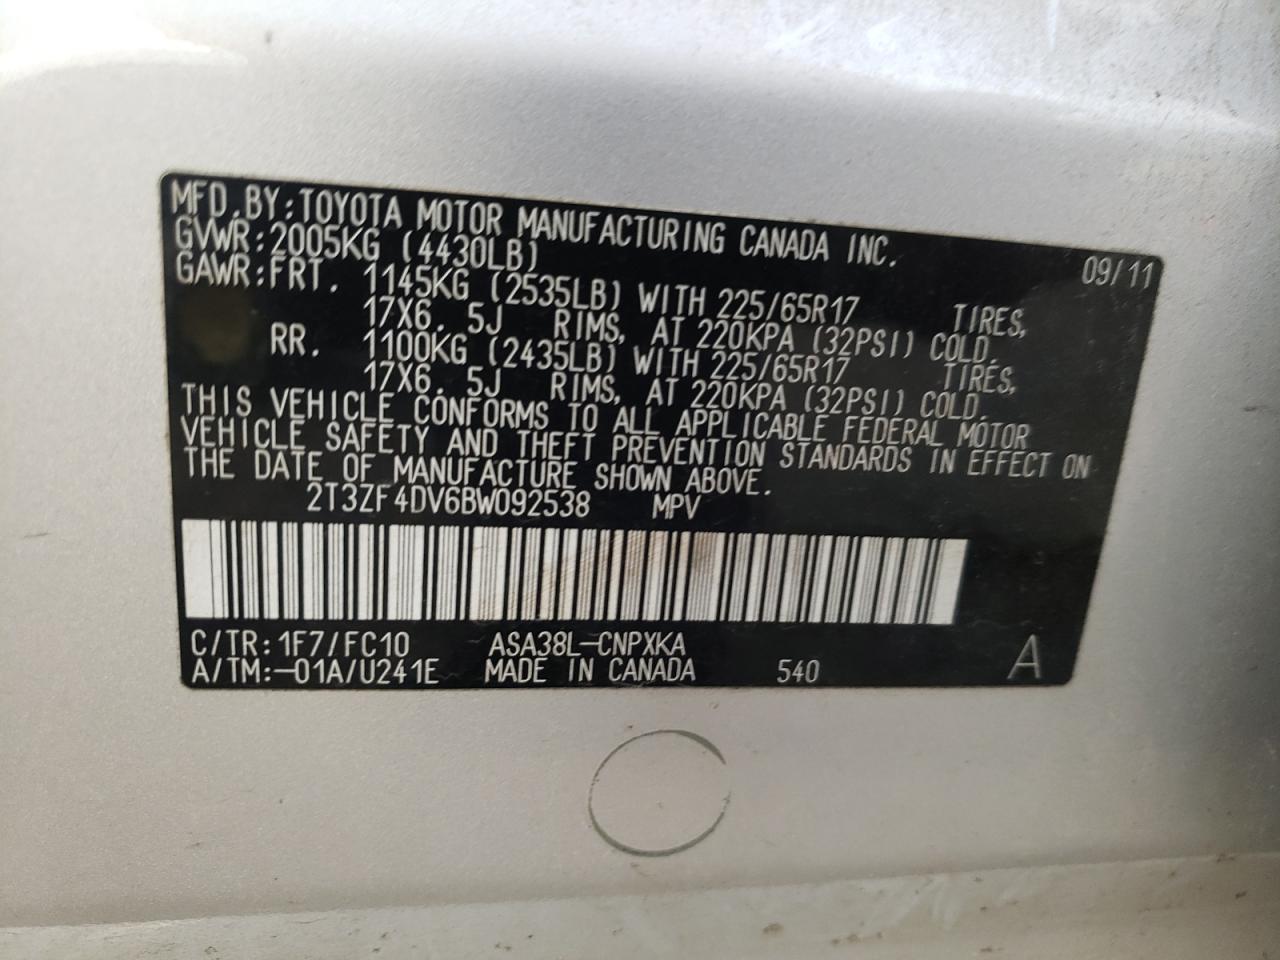 MFD.BY:TOYOTA MOTOR MANUFACTURING CANADA INC.
GVWR:2005KG (4430LB) 09/11
GAWR:FRT. 1145KG (2535LB) WITH 225/65R17 TIRES,
17X6. 5J RIMS, AT 220KPA (32PSI) COLD.
RR. 1100KG (2435LB) WITH 225/65R17 TIRES,
17X6. 5J RIMS, AT 220KPA (32PSI) COLD.
THIS VEHICLE CONFORMS TO ALL APPLICABLE FEDERAL MOTOR
VEHICLE SAFETY AND THEFT PREVENTION STANDARDS IN EFFECT ON
THE DATE OF MANUFACTURE SHOWN ABOVE.
2T3ZF4DV6BW092538 MPV
C/TR:1F7/FC10 ASA38L-CNPXKA
A/TM:-01A/U241E MADE IN CANADA 540 A